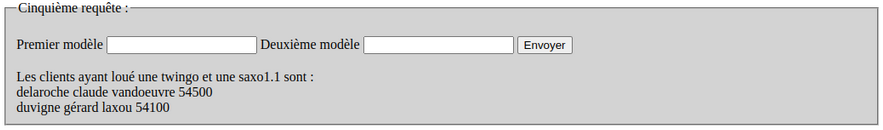 Cinquième requête :
Premier modèle Deuxième modèle Envoyer
Les clients ayant loué une twingo et une saxo1.1 sont :
delaroche claude vandoeuvre 54500
duvigne gérard laxou 54100